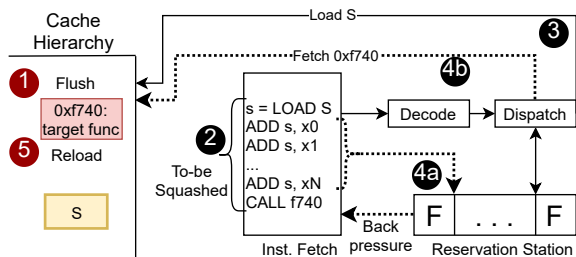 Cache
Hierarchy
Load S
3
Fetch 0xf740
4b
1
Flush
0xf740:
target func
5
Reload
S
2
To-be
Squashed
s = LOAD S
ADD s, x0
ADD s, x1
...
ADD s, xN
CALL f740
Inst. Fetch
Decode
Dispatch
4a
Back
pressure
F
. . .
F
Reservation Station